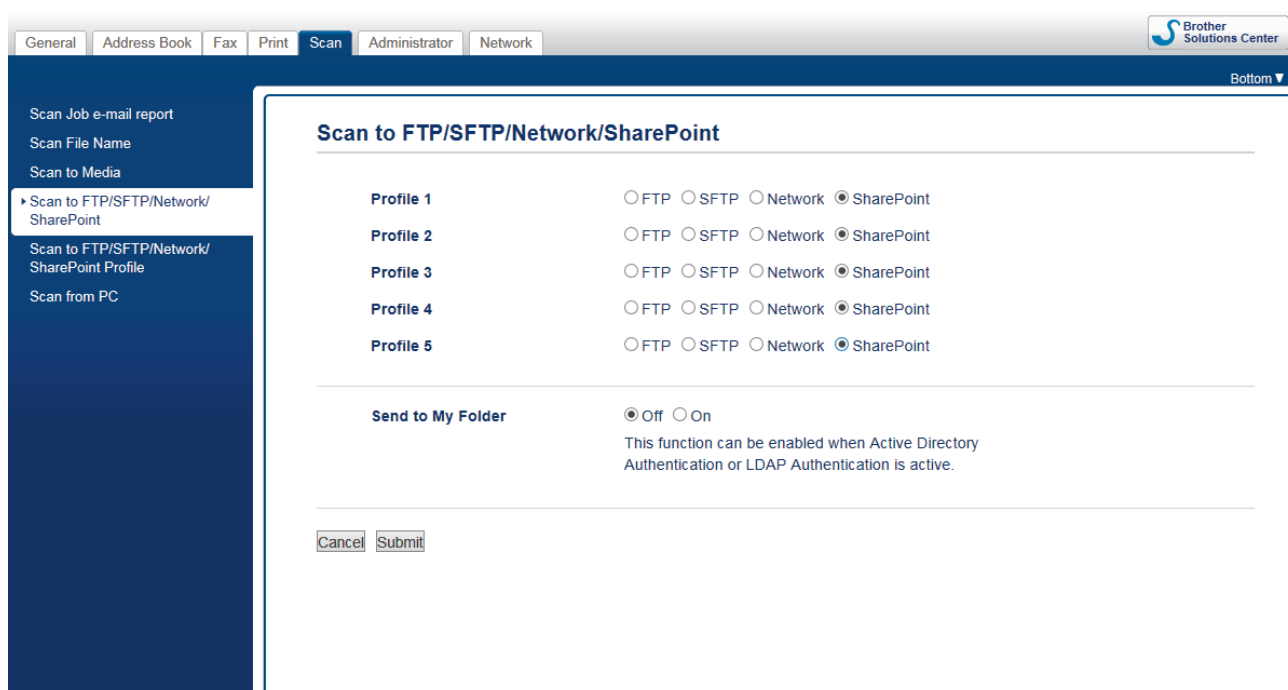 Brother
Solutions Center
General Address Book Fax Print Scan Administrator Network
Bottom▼
Scan Job e-mail report
Scan File Name
Scan to Media
Scan to FTP/SFTP/Network/
SharePoint
Scan to FTP/SFTP/Network/
SharePoint Profile
Scan from PC
Scan to FTP/SFTP/Network/SharePoint
Profile 1 FTP SFTP Network SharePoint
Profile 2 FTP SFTP Network SharePoint
Profile 3 FTP SFTP Network SharePoint
Profile 4 FTP SFTP Network SharePoint
Profile 5 FTP SFTP Network SharePoint
Send to My Folder Off On
This function can be enabled when Active Directory
Authentication or LDAP Authentication is active.
Cancel Submit